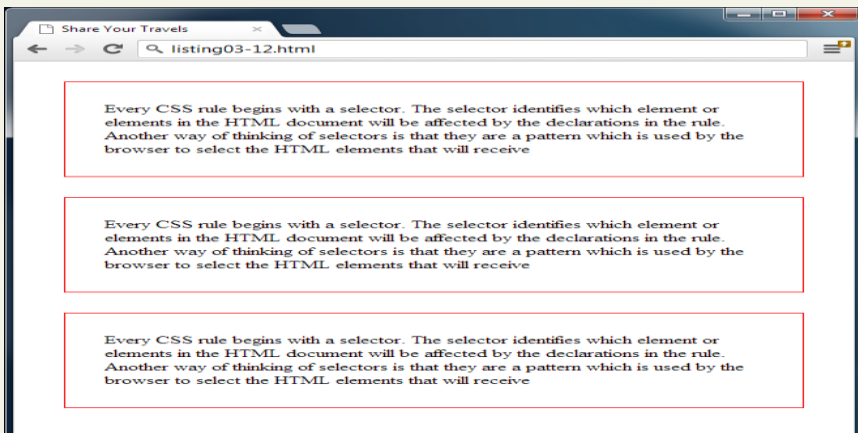 Share Your Travels
listing03-12.html
Every CSS rule begins with a selector. The selector identifies which element or
elements in the HTML document will be affected by the declarations in the rule.
Another way of thinking of selectors is that they are a pattern which is used by the
browser to select the HTML elements that will receive
Every CSS rule begins with a selector. The selector identifies which element or
elements in the HTML document will be affected by the declarations in the rule.
Another way of thinking of selectors is that they are a pattern which is used by the
browser to select the HTML elements that will receive
Every CSS rule begins with a selector. The selector identifies which element or
elements in the HTML document will be affected by the declarations in the rule.
Another way of thinking of selectors is that they are a pattern which is used by the
browser to select the HTML elements that will receive